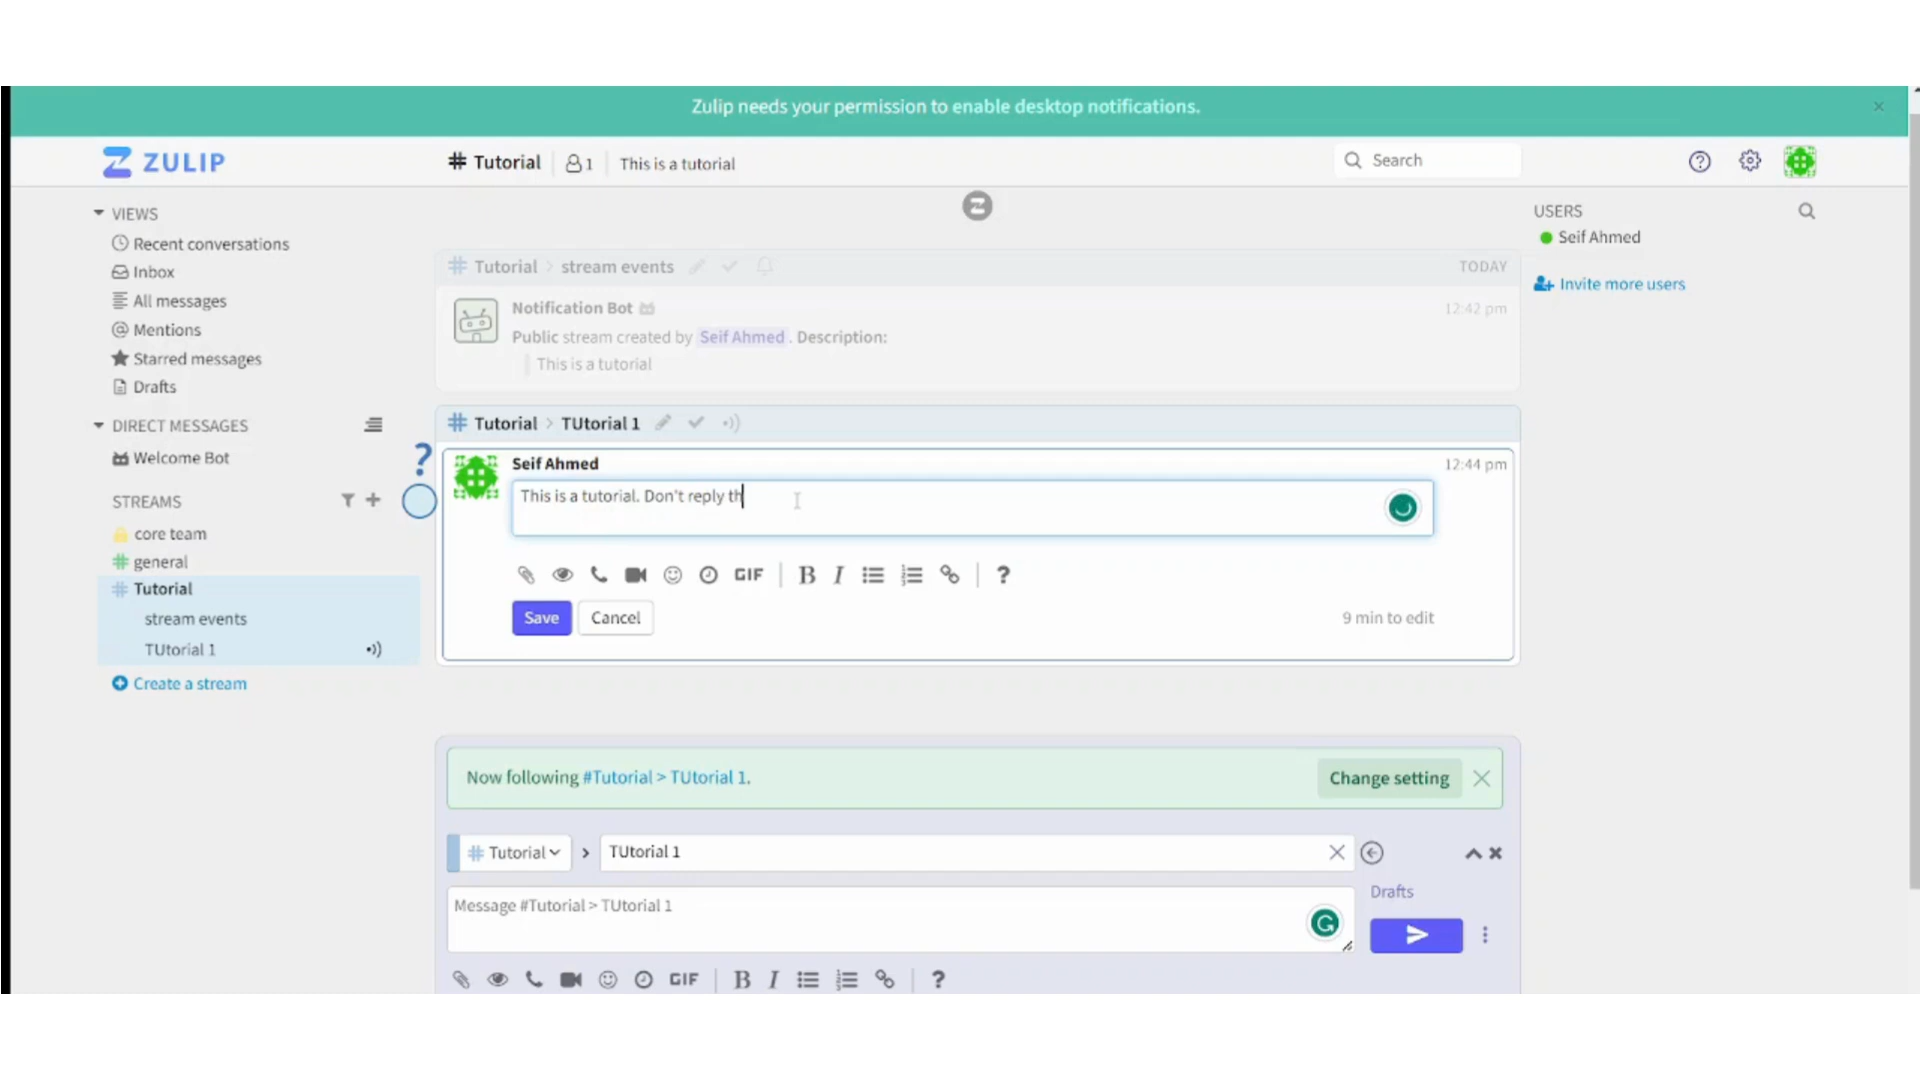 Zulip needs your permission to enable desktop notifications.
ZULIP
# Tutorial 1 This is a tutorial
Search
VIEWS
Recent conversations
Inbox
All messages
Mentions
Starred messages
Drafts
DIRECT MESSAGES
Welcome Bot
STREAMS
core team
# general
# Tutorial
stream events
TUtorial 1
Create a stream
# Tutorial > stream events TODAY
Notification Bot 12:42 pm
Public stream created by Seif Ahmed . Description:
This is a tutorial
# Tutorial > TUtorial 1
?
Seif Ahmed 12:44 pm
This is a tutorial. Don't reply th
GIF B I ?
Save Cancel 9 min to edit
Now following #Tutorial > TUtorial 1. Change setting
# Tutorial > TUtorial 1
Drafts
Message #Tutorial > TUtorial 1
GIF B I ?
USERS
Seif Ahmed
Invite more users